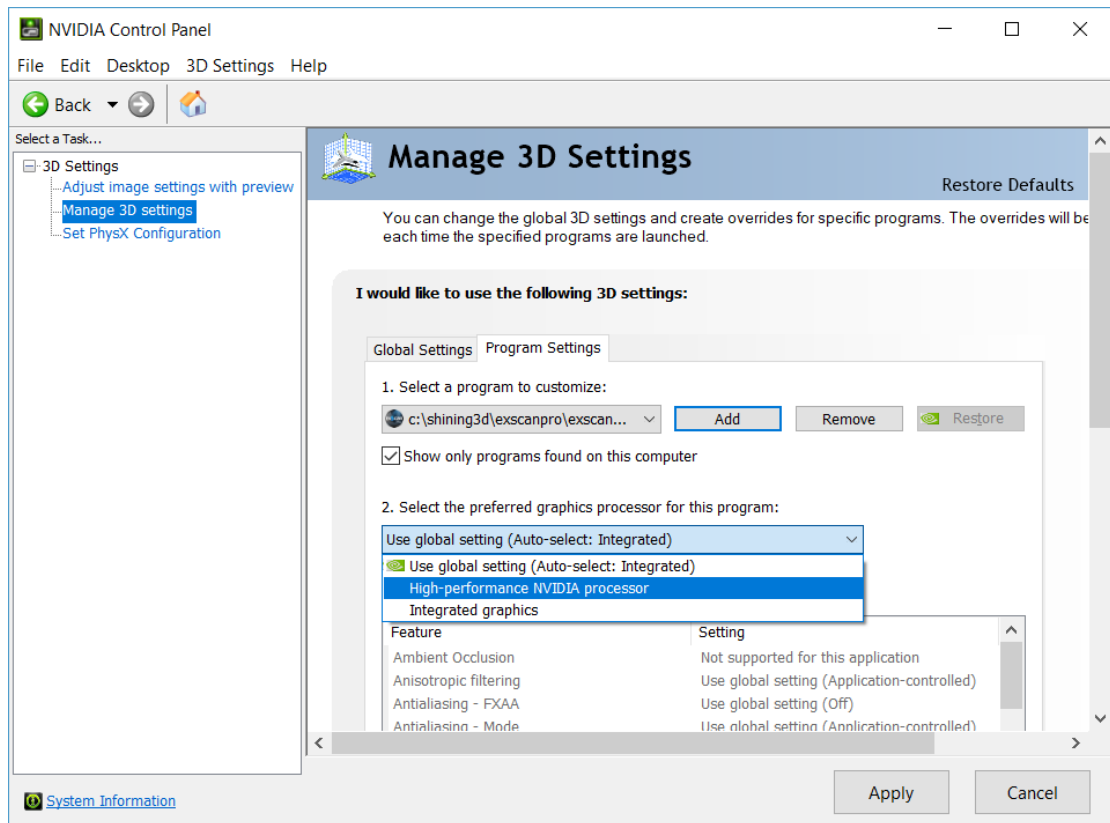 NVIDIA Control Panel
File Edit Desktop 3D Settings Help
Back
Select a Task...
3D Settings
Adjust image settings with preview
Manage 3D settings
Set PhysX Configuration
Manage 3D Settings
Restore Defaults
You can change the global 3D settings and create overrides for specific programs. The overrides will be
each time the specified programs are launched.
I would like to use the following 3D settings:
Global Settings Program Settings
1. Select a program to customize:
c:\shining3d\exscanpro\exscan... Add Remove Restore
Show only programs found on this computer
2. Select the preferred graphics processor for this program:
Use global setting (Auto-select: Integrated)
Use global setting (Auto-select: Integrated)
High-performance NVIDIA processor
Integrated graphics
Feature Setting
Ambient Occlusion Not supported for this application
Anisotropic filtering Use global setting (Application-controlled)
Antialiasing - FXAA Use global setting (Off)
Antialiasing - Mode Use global setting (Application-controlled)
System Information
Apply Cancel